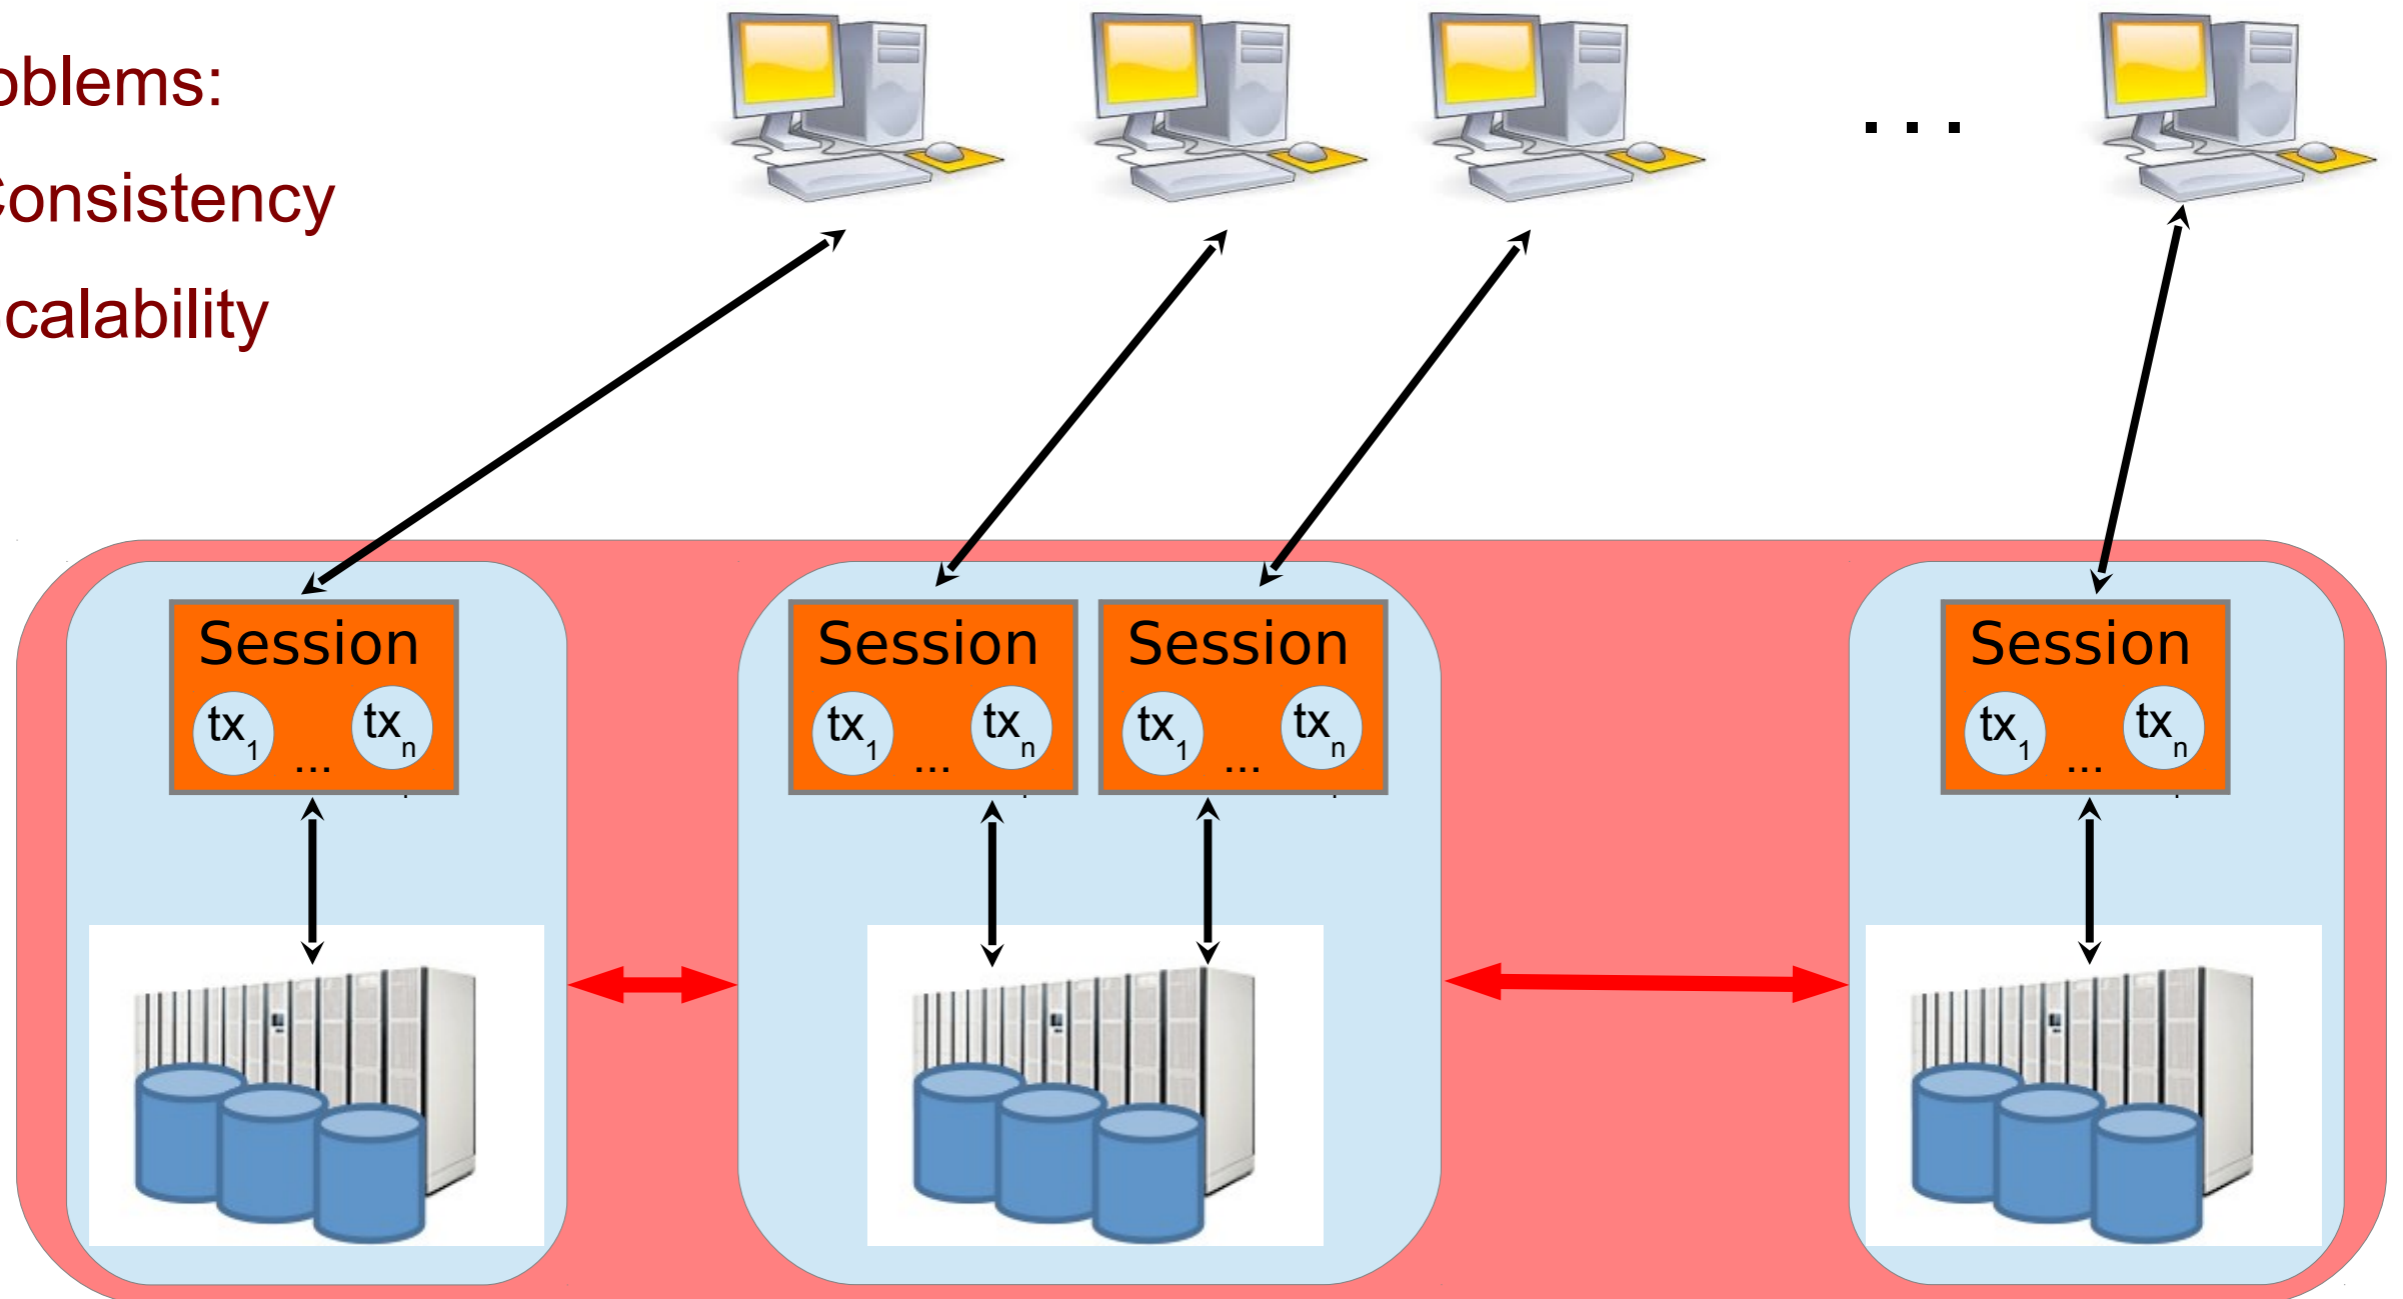 oblems:
Consistency
calability
. . .
Session Session Session Session
tx1 ... txn tx1 ... txn tx1 ... txn tx1 ... txn